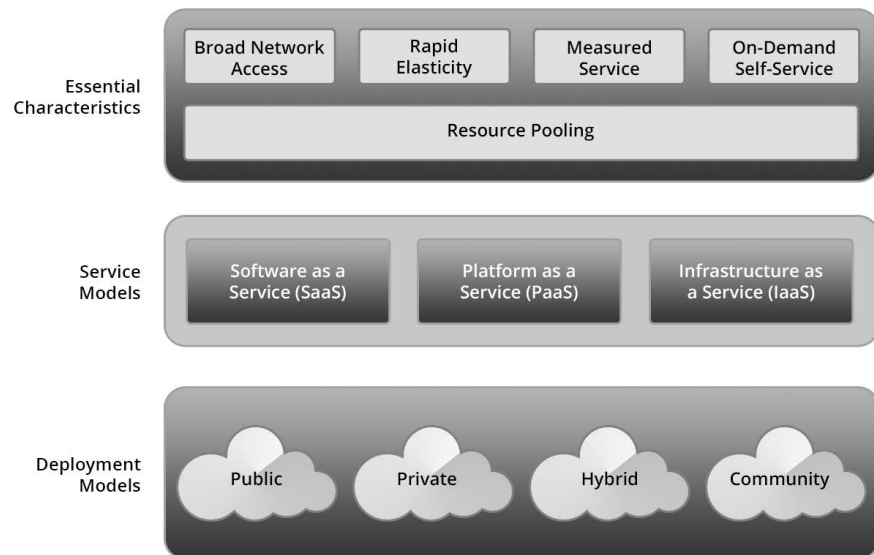 Essential
Characteristics
Broad Network
Access
Rapid
Elasticity
Measured
Service
On-Demand
Self-Service
Resource Pooling
Service
Models
Software as a
Service (SaaS)
Platform as a
Service (PaaS)
Infrastructure as
a Service (IaaS)
Deployment
Models
Public
Private
Hybrid
Community